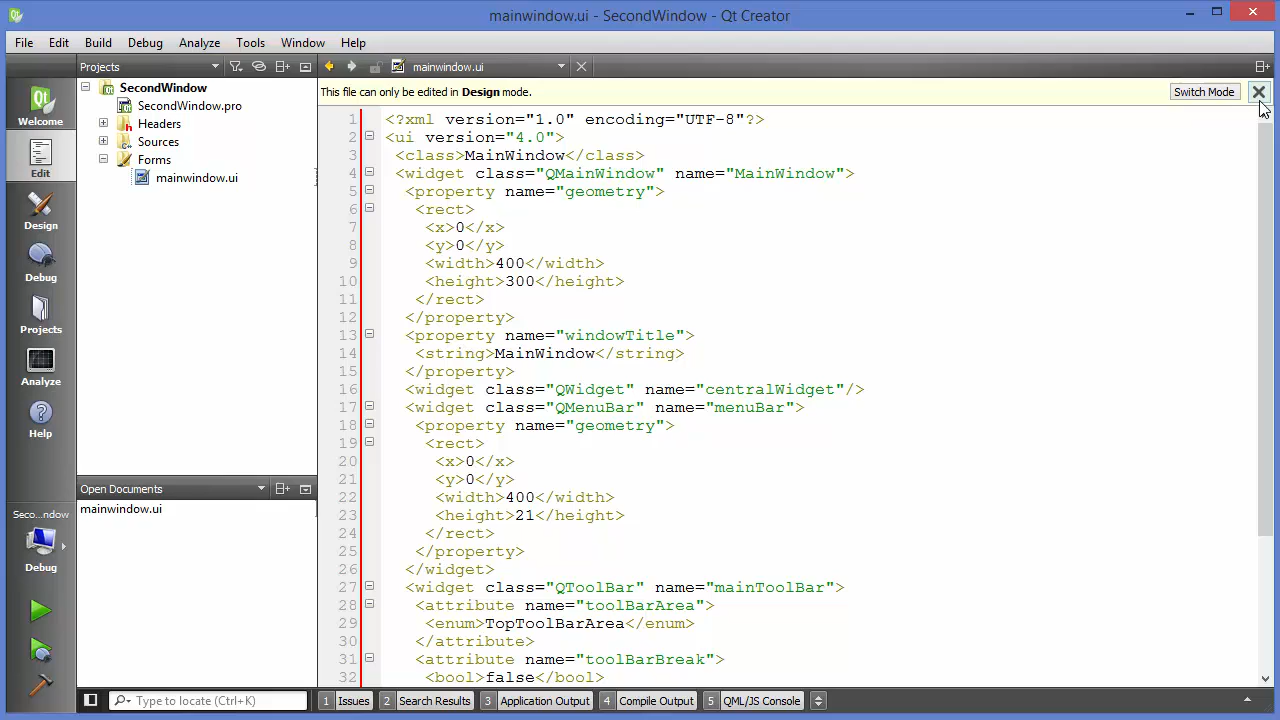 mainwindow.ui - SecondWindow - Qt Creator
File Edit Build Debug Analyze Tools Window Help
Projects
mainwindow.ui
This file can only be edited in Design mode.
Switch Mode
Qt
Welcome
Edit
Design
Debug
Projects
Analyze
Help
Seco...ndow
Debug
SecondWindow
SecondWindow.pro
Headers
Sources
Forms
mainwindow.ui
Open Documents
mainwindow.ui
1 <?xml version="1.0" encoding="UTF-8"?>
2 <ui version="4.0">
3 <class>MainWindow</class>
4 <widget class="QMainWindow" name="MainWindow">
5 <property name="geometry">
6 <rect>
7 <x>0</x>
8 <y>0</y>
9 <width>400</width>
10 <height>300</height>
11 </rect>
12 </property>
13 <property name="windowTitle">
14 <string>MainWindow</string>
15 </property>
16 <widget class="QWidget" name="centralWidget"/>
17 <widget class="QMenuBar" name="menuBar">
18 <property name="geometry">
19 <rect>
20 <x>0</x>
21 <y>0</y>
22 <width>400</width>
23 <height>21</height>
24 </rect>
25 </property>
26 </widget>
27 <widget class="QToolBar" name="mainToolBar">
28 <attribute name="toolBarArea">
29 <enum>TopToolBarArea</enum>
30 </attribute>
31 <attribute name="toolBarBreak">
32 <bool>false</bool>
Type to locate (Ctrl+K)
1 Issues 2 Search Results 3 Application Output 4 Compile Output 5 QML/JS Console